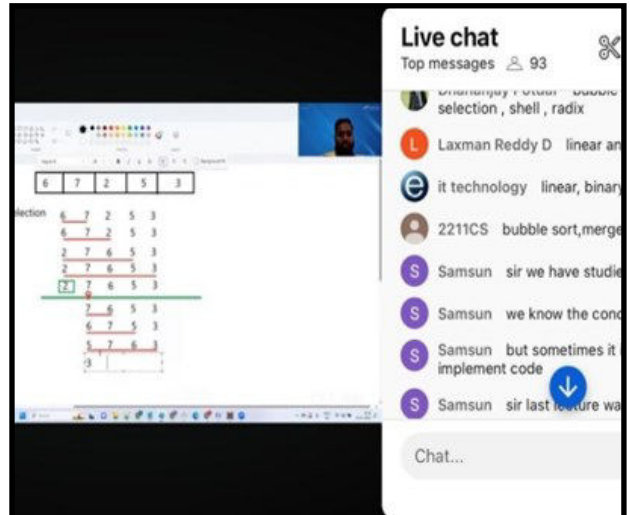 6 7 2 5 3
election
6 7 2 5 3
6 7 2 5 3
2 7 6 5 3
2 7 6 5 3
2 7 6 5 3
7 6 5 3
6 7 5 3
5 7 6 3
3
Live chat
Top messages 93
selection , shell , radix
L Laxman Reddy D linear an
e it technology linear, binary
2211CS bubble sort,merge
S Samsun sir we have studie
S Samsun we know the conc
S Samsun but sometimes it
implement code
S Samsun sir last lecture wa
Chat...